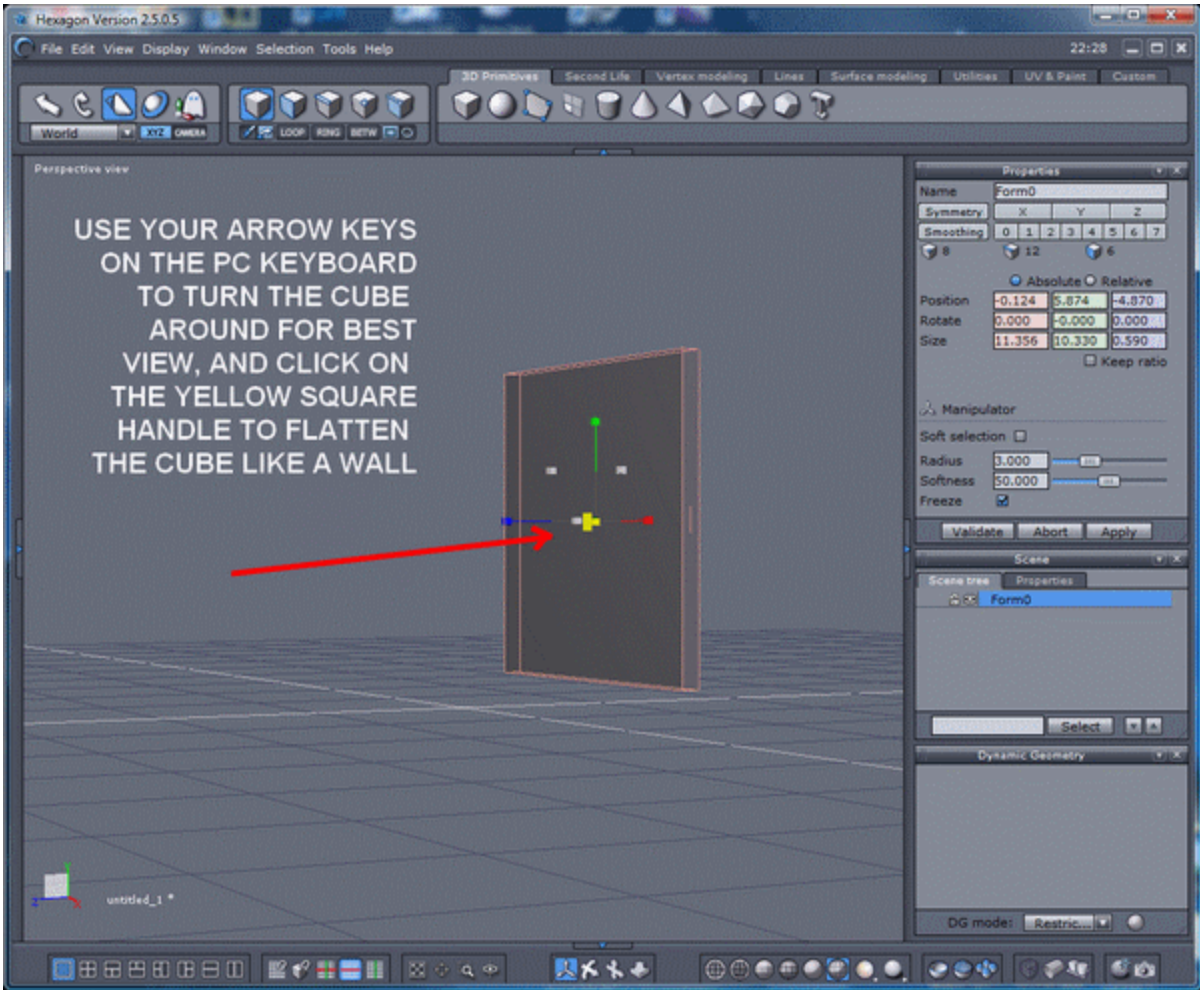 Hexagon Version 2.5.0.5
File Edit View Display Window Selection Tools Help
22:28
3D Primitives Second Life Vertex modeling Lines Surface modeling Utilities UV & Paint Custom
World XYZ CAMERA LOOP RING BETW
Perspective view
USE YOUR ARROW KEYS
ON THE PC KEYBOARD
TO TURN THE CUBE
AROUND FOR BEST
VIEW, AND CLICK ON
THE YELLOW SQUARE
HANDLE TO FLATTEN
THE CUBE LIKE A WALL
Properties
Name Form0
Symmetry X Y Z
Smoothing 0 1 2 3 4 5 6 7
8 12 6
Absolute Relative
Position -0.124 5.874 -4.870
Rotate 0.000 -0.000 0.000
Size 11.356 10.330 0.590
Keep ratio
Manipulator
Soft selection
Radius 3.000
Softness 50.000
Freeze
Validate Abort Apply
Scene
Scene tree Properties
Form0
Select
Dynamic Geometry
DG mode: Restric...
Y
Z X
untitled_1 *